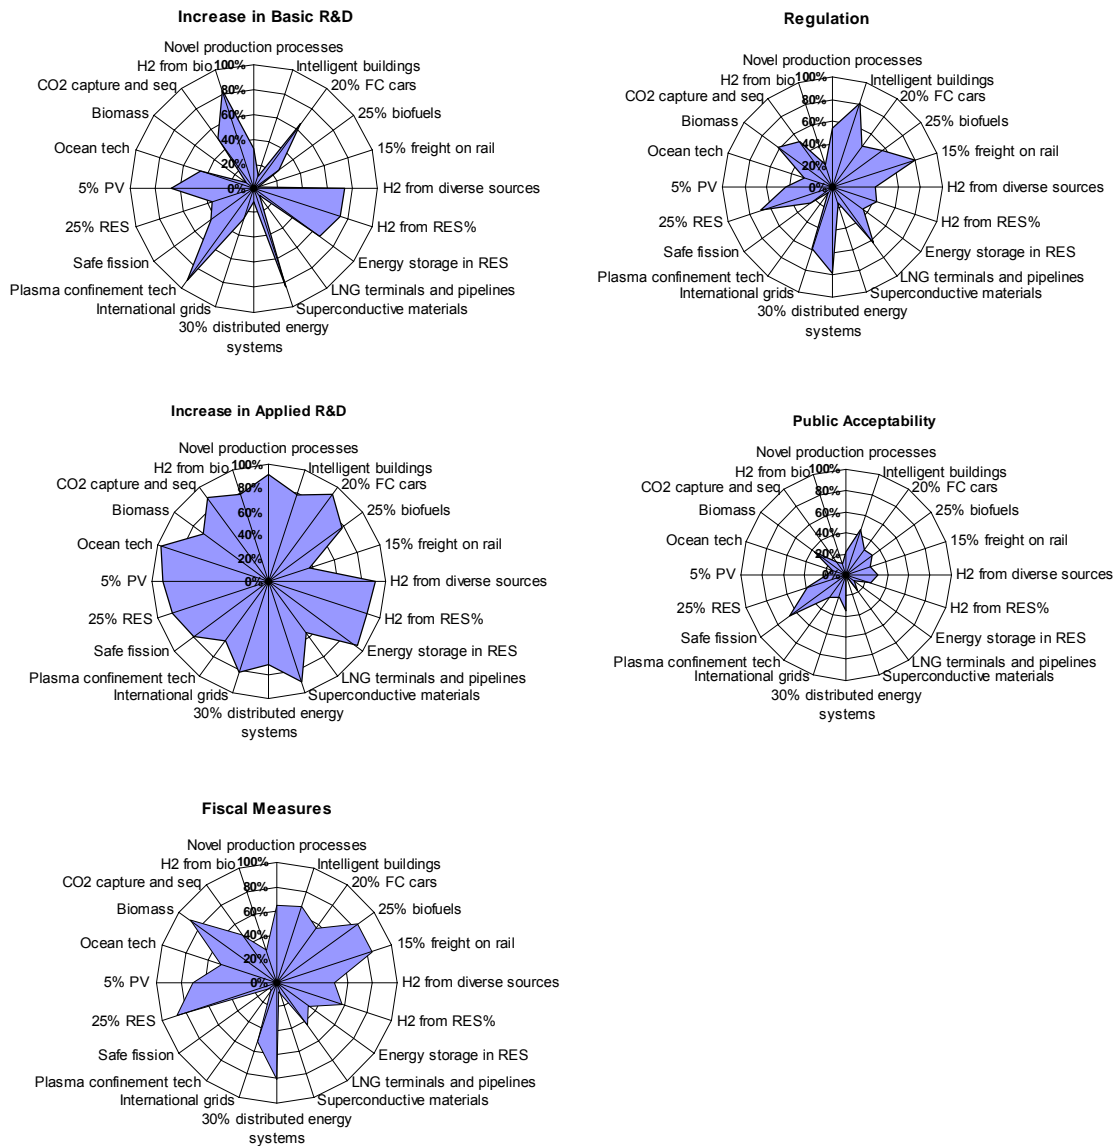 Increase in Basic R&D
Novel production processes
H2 from bio
100%
Intelligent buildings
CO2 capture and seq
80%
20% FC cars
Biomass
60%
25% biofuels
Ocean tech
40%
15% freight on rail
20%
5% PV
0%
H2 from diverse sources
25% RES
H2 from RES%
Safe fission
Energy storage in RES
Plasma confinement tech
LNG terminals and pipelines
International grids
Superconductive materials
30% distributed energy
systems
Regulation
Novel production processes
H2 from bio
100%
Intelligent buildings
CO2 capture and seq
80%
20% FC cars
Biomass
60%
25% biofuels
Ocean tech
40%
15% freight on rail
20%
5% PV
0%
H2 from diverse sources
25% RES
H2 from RES%
Safe fission
Energy storage in RES
Plasma confinement tech
LNG terminals and pipelines
International grids
Superconductive materials
30% distributed energy
systems
Increase in Applied R&D
Novel production processes
H2 from bio
100%
Intelligent buildings
CO2 capture and seq
80%
20% FC cars
Biomass
60%
25% biofuels
Ocean tech
40%
15% freight on rail
20%
5% PV
0%
H2 from diverse sources
25% RES
H2 from RES%
Safe fission
Energy storage in RES
Plasma confinement tech
LNG terminals and pipelines
International grids
Superconductive materials
30% distributed energy
systems
Public Acceptability
Novel production processes
H2 from bio
100%
Intelligent buildings
CO2 capture and seq
80%
20% FC cars
Biomass
60%
25% biofuels
Ocean tech
40%
15% freight on rail
20%
5% PV
0%
H2 from diverse sources
25% RES
H2 from RES%
Safe fission
Energy storage in RES
Plasma confinement tech
LNG terminals and pipelines
International grids
Superconductive materials
30% distributed energy
systems
Fiscal Measures
Novel production processes
H2 from bio
100%
Intelligent buildings
CO2 capture and seq
80%
20% FC cars
Biomass
60%
25% biofuels
Ocean tech
40%
15% freight on rail
20%
5% PV
0%
H2 from diverse sources
25% RES
H2 from RES%
Safe fission
Energy storage in RES
Plasma confinement tech
LNG terminals and pipelines
International grids
Superconductive materials
30% distributed energy
systems